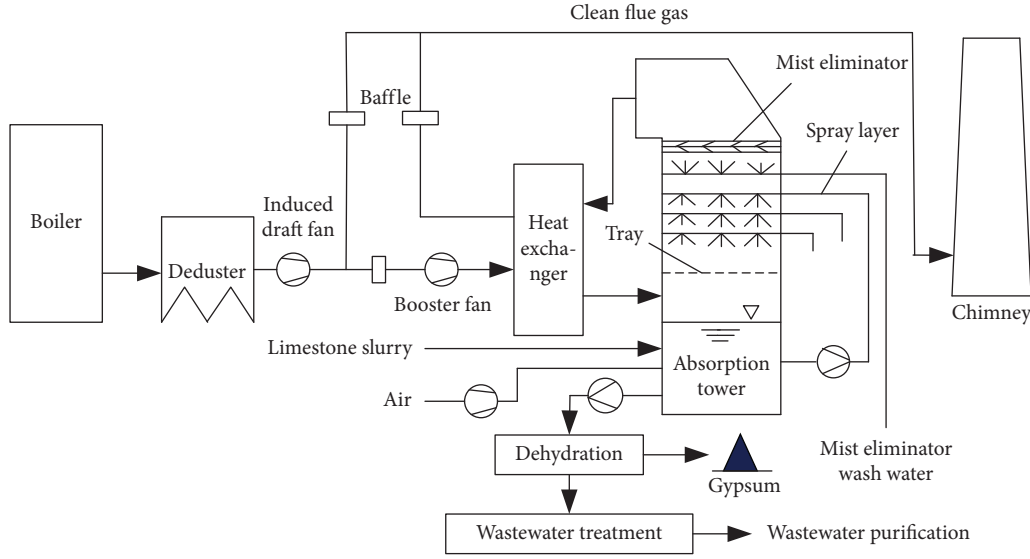 Clean flue gas
Mist eliminator
Baffle
Spray layer
Boiler
Induced
draft fan
Heat
excha-
nger
Tray
Deduster
Booster fan
Chimney
Limestone slurry
Absorption
tower
Air
Dehydration
Mist eliminator
wash water
Gypsum
Wastewater treatment
Wastewater purification